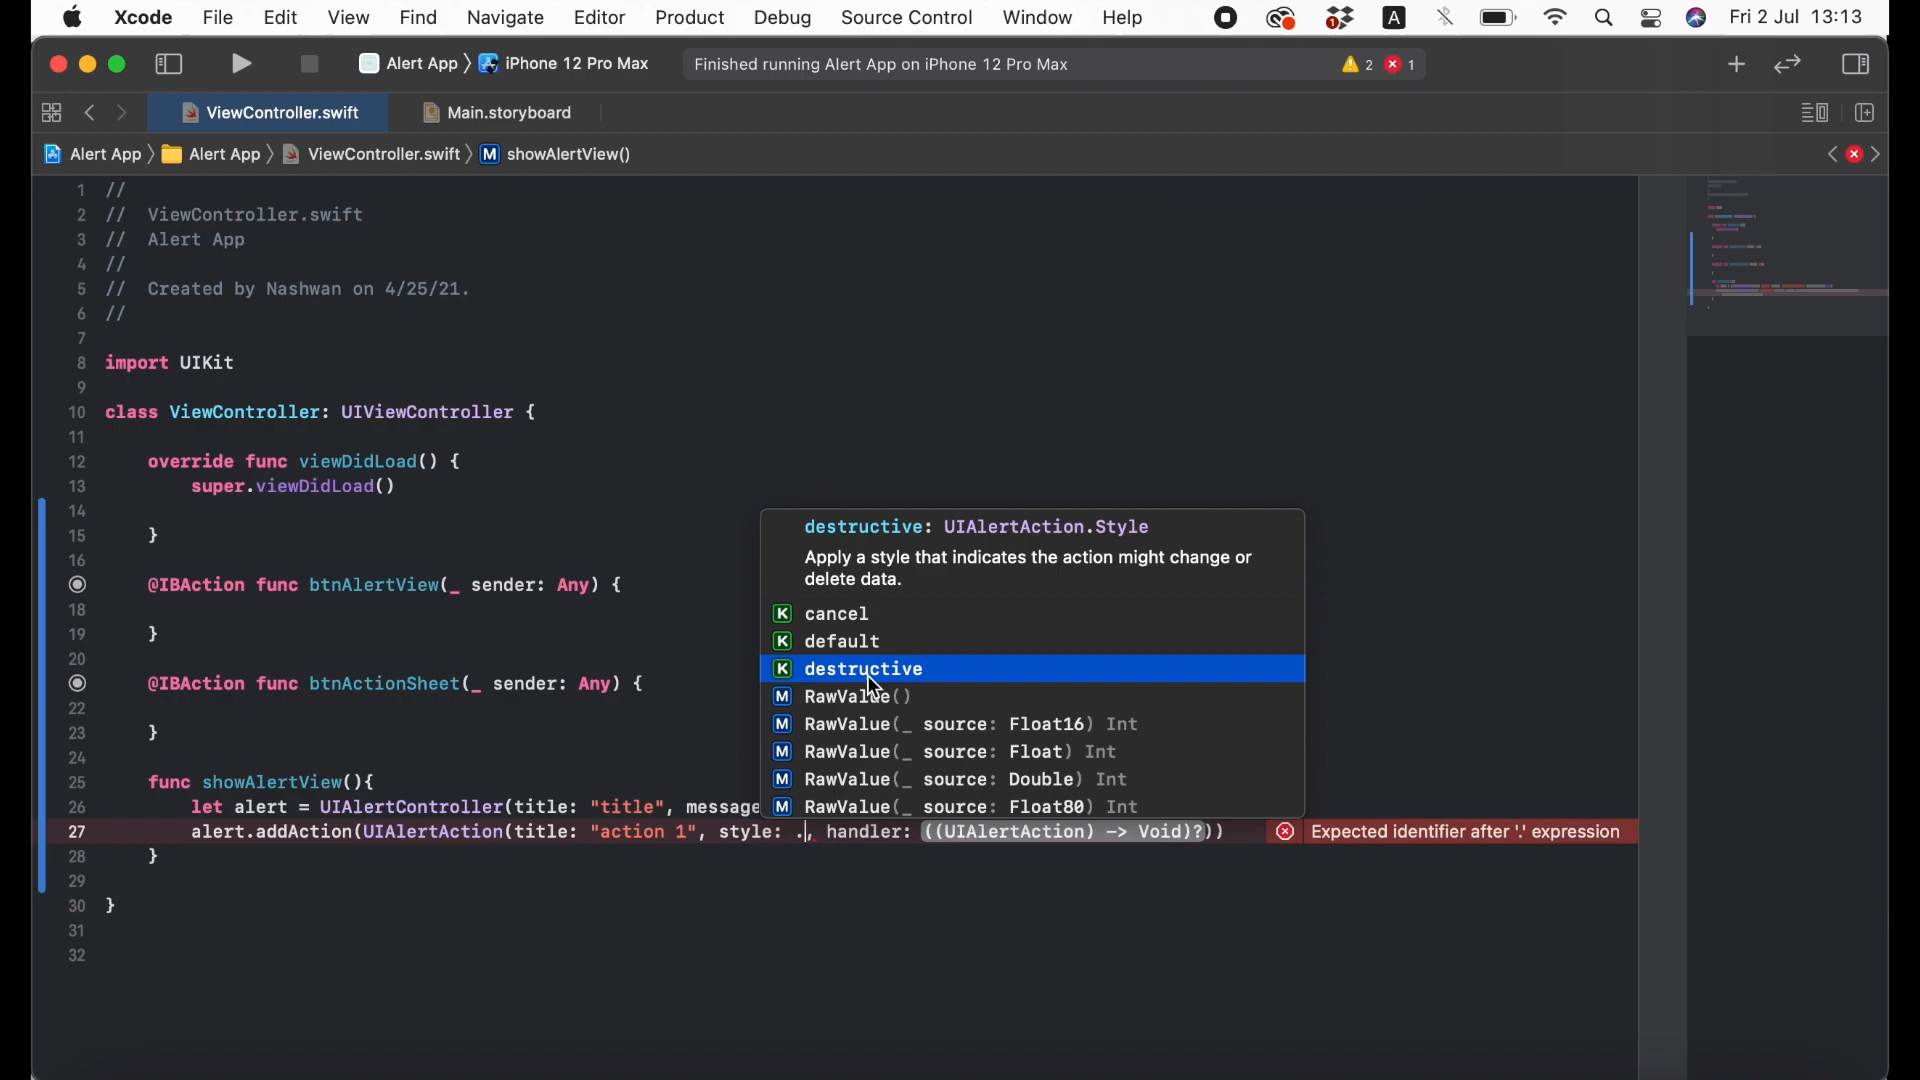 Xcode File Edit View Find Navigate Editor Product Debug Source Control Window Help 1 A Fri 2 Jul 13:13
Alert App 〉 iPhone 12 Pro Max Finished running Alert App on iPhone 12 Pro Max 2 1
ViewController.swift Main.storyboard
Alert App 〉 Alert App 〉 ViewController.swift 〉 M showAlertView()
1 //
2 // ViewController.swift
3 // Alert App
4 //
5 // Created by Nashwan on 4/25/21.
6 //
7
8 import UIKit
9
10 class ViewController: UIViewController {
11
12 override func viewDidLoad() {
13 super.viewDidLoad()
14
15 }
16
@IBAction func btnAlertView(_ sender: Any) {
18
19 }
20
@IBAction func btnActionSheet(_ sender: Any) {
22
23 }
24
25 func showAlertView(){
26 let alert = UIAlertController(title: "title", message
27 alert.addAction(UIAlertAction(title: "action 1", style: ., handler: ((UIAlertAction) -> Void)?)) Expected identifier after '.' expression
28 }
29
30 }
31
32
destructive: UIAlertAction.Style
Apply a style that indicates the action might change or
delete data.
K cancel
K default
K destructive
M RawValue()
M RawValue(_ source: Float16) Int
M RawValue(_ source: Float) Int
M RawValue(_ source: Double) Int
M RawValue(_ source: Float80) Int